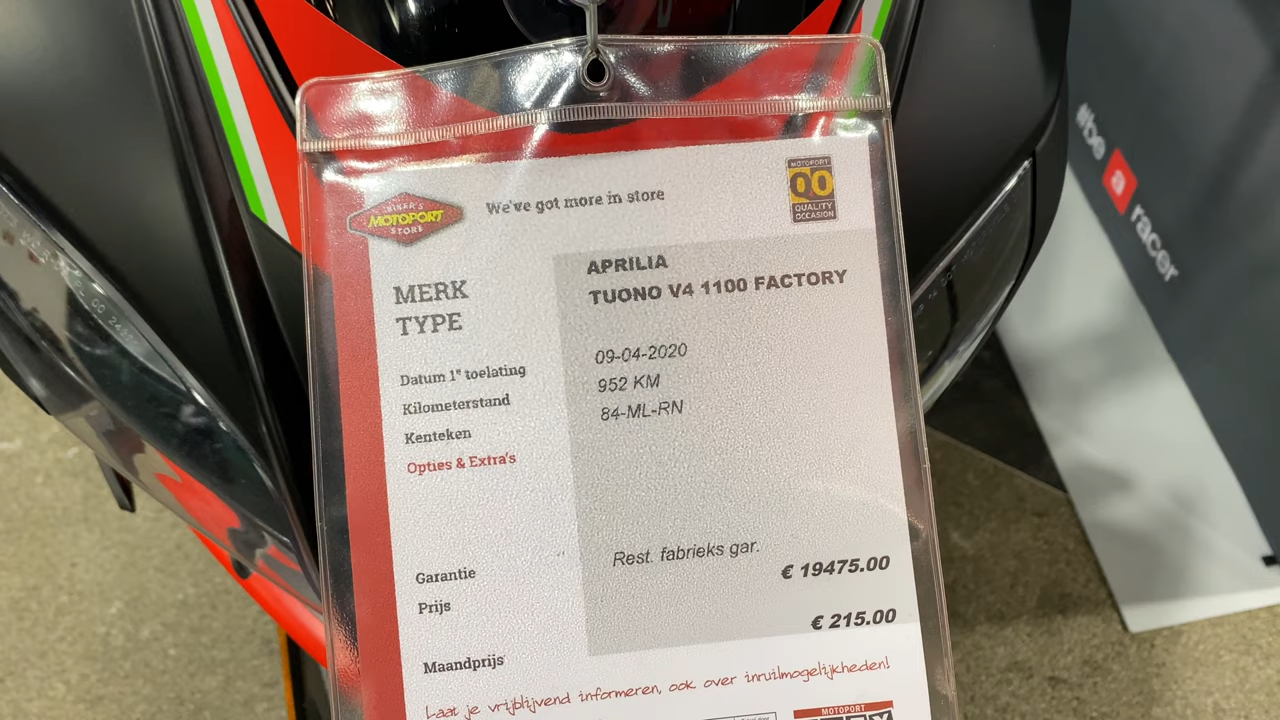 #be a racer
BIKER'S
MOTOPORT
STORE
We've got more in store
MOTOPORT
QO
QUALITY
OCCASION
MERK APRILIA
TYPE TUONO V4 1100 FACTORY
Datum 1e toelating 09-04-2020
Kilometerstand 952 KM
Kenteken 84-ML-RN
Opties & Extra's
Garantie Rest. fabrieks gar.
Prijs € 19475.00
Maandprijs € 215.00
Laat je vrijblijvend informeren, ook over inruilmogelijkheden!
MOTOPORT